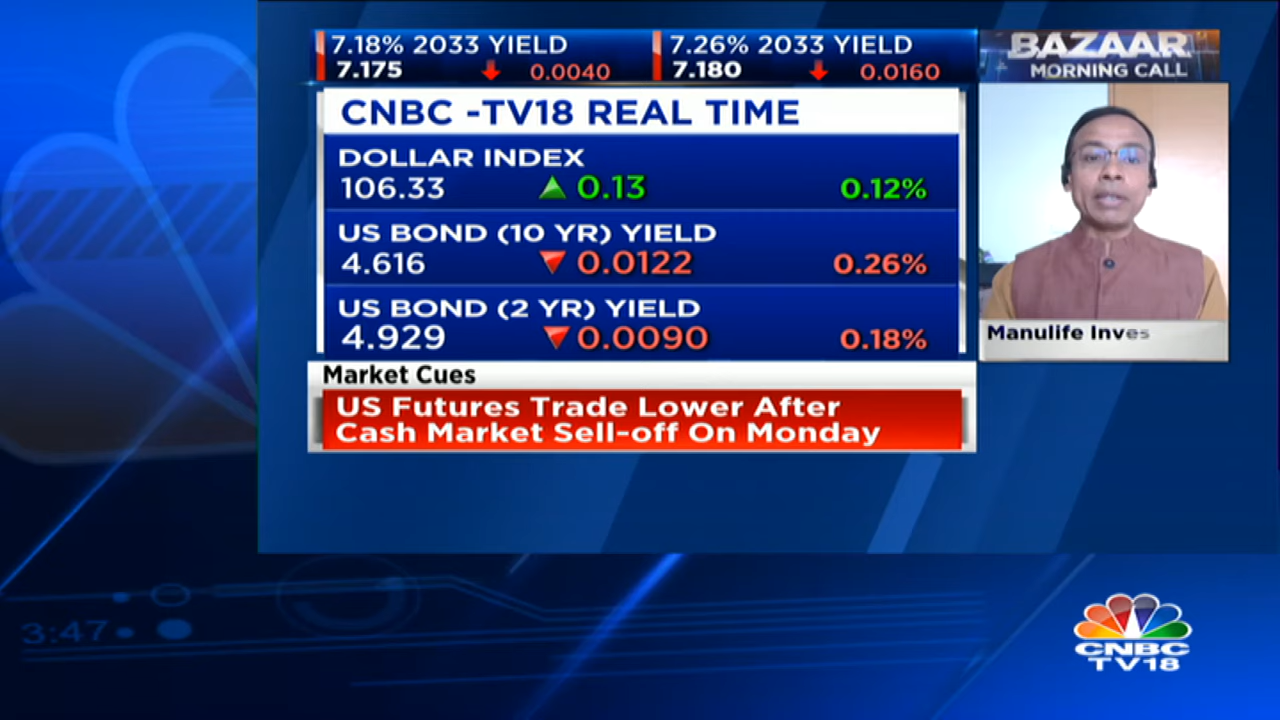 7.18% 2033 YIELD
7.175 0.0040
7.26% 2033 YIELD
7.180 0.0160
BAZAAR
MORNING CALL
CNBC -TV18 REAL TIME
DOLLAR INDEX
106.33 0.13 0.12%
US BOND (10 YR) YIELD
4.616 0.0122 0.26%
US BOND (2 YR) YIELD
4.929 0.0090 0.18%
Manulife Inves
Market Cues
US Futures Trade Lower After
Cash Market Sell-off On Monday
3:47
CNBC
TV18